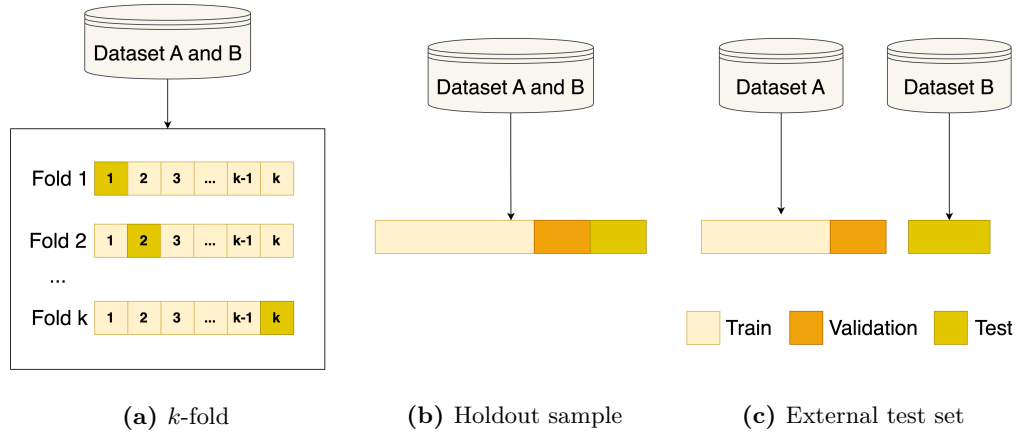 Dataset A and B
Fold 1 1 2 3 ... k-1 k
Fold 2 1 2 3 ... k-1 k
...
Fold k 1 2 3 ... k-1 k
(a) k-fold
Dataset A and B
(b) Holdout sample
Dataset A
Dataset B
Train Validation Test
(c) External test set